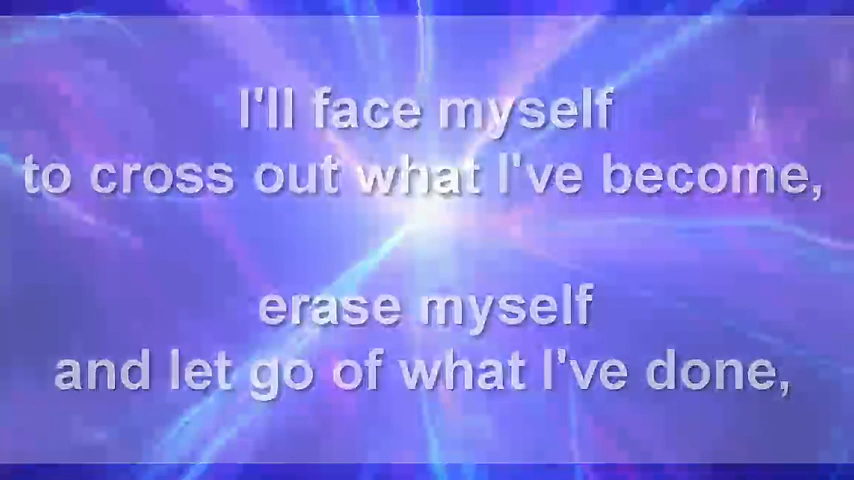 I'll face myself
to cross out what I've become,
erase myself
and let go of what I've done,